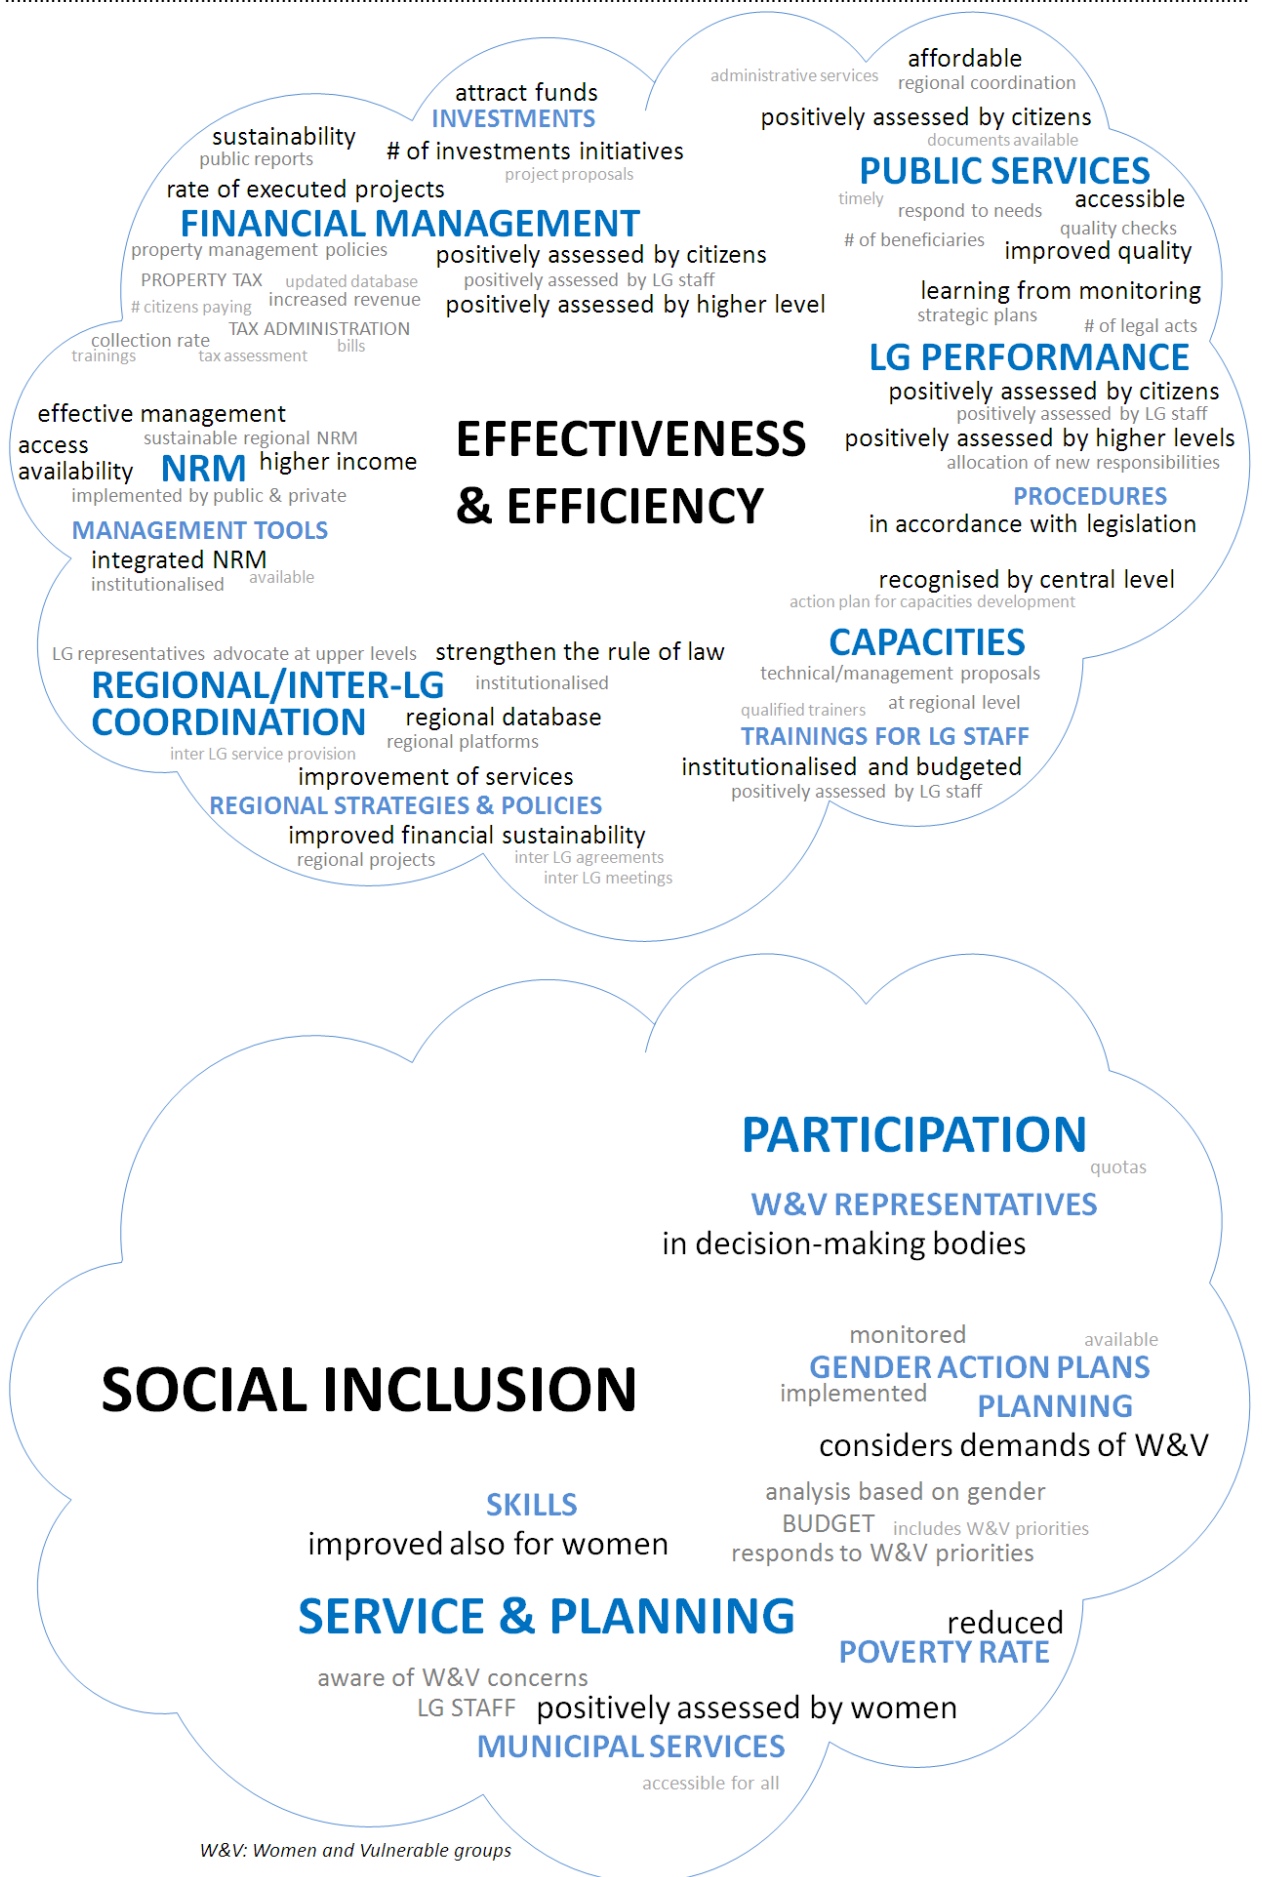 administrative services
affordable
regional coordination
attract funds
INVESTMENTS
positively assessed by citizens
documents available
sustainability
public reports
# of investments initiatives
project proposals
PUBLIC SERVICES
rate of executed projects
timely
respond to needs
accessible
FINANCIAL MANAGEMENT
quality checks
# of beneficiaries
improved quality
property management policies
positively assessed by citizens
PROPERTY TAX
updated database
positively assessed by LG staff
# citizens paying
increased revenue
positively assessed by higher level
learning from monitoring
strategic plans
# of legal acts
TAX ADMINISTRATION
collection rate
bills
trainings
tax assessment
LG PERFORMANCE
positively assessed by citizens
positively assessed by LG staff
positively assessed by higher levels
allocation of new responsibilities
effective management
access
sustainable regional NRM
availability
NRM
higher income
implemented by public & private
EFFECTIVENESS
& EFFICIENCY
PROCEDURES
in accordance with legislation
MANAGEMENT TOOLS
integrated NRM
institutionalised
available
recognised by central level
action plan for capacities development
CAPACITIES
technical/management proposals
qualified trainers
at regional level
TRAININGS FOR LG STAFF
institutionalised and budgeted
positively assessed by LG staff
LG representatives advocate at upper levels
strengthen the rule of law
REGIONAL/INTER-LG
institutionalised
COORDINATION
regional database
inter LG service provision
regional platforms
improvement of services
REGIONAL STRATEGIES & POLICIES
improved financial sustainability
regional projects
inter LG agreements
inter LG meetings
PARTICIPATION
quotas
W&V REPRESENTATIVES
in decision-making bodies
monitored
available
GENDER ACTION PLANS
implemented
PLANNING
considers demands of W&V
SOCIAL INCLUSION
analysis based on gender
BUDGET
includes W&V priorities
responds to W&V priorities
SKILLS
improved also for women
SERVICE & PLANNING
reduced
POVERTY RATE
aware of W&V concerns
LG STAFF
positively assessed by women
MUNICIPAL SERVICES
accessible for all
W&V: Women and Vulnerable groups